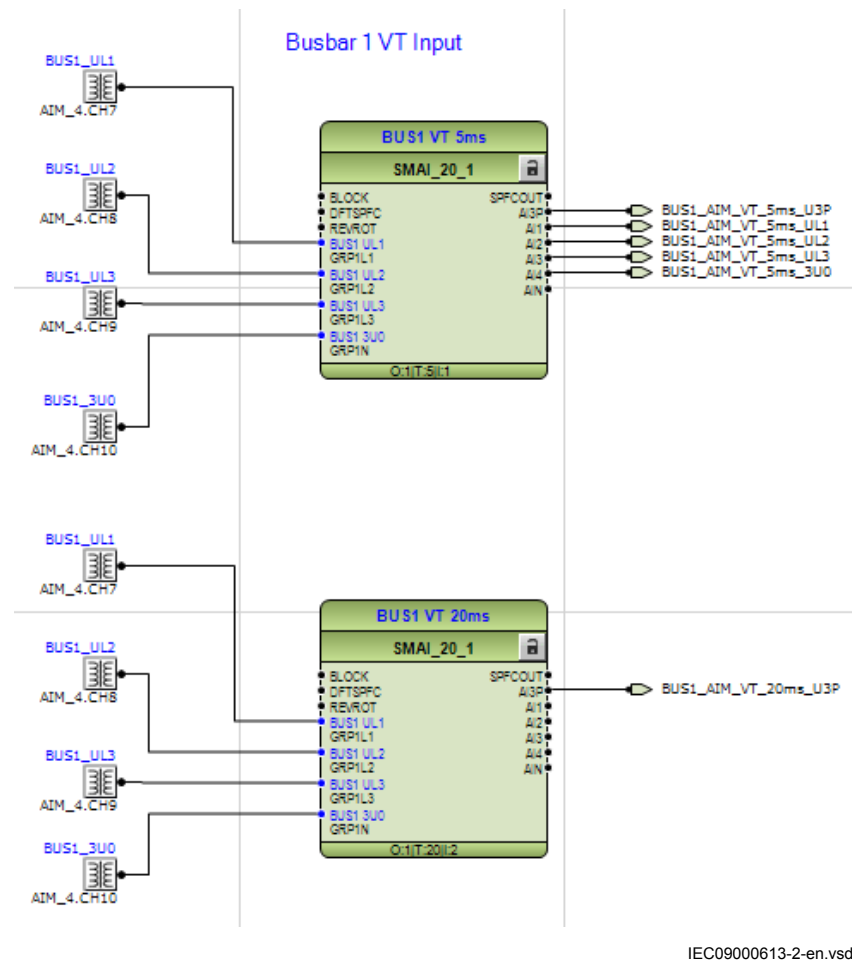 Busbar 1 VT Input
BUS1_UL1
AIM_4.CH7
BUS1_UL2
AIM_4.CH8
BUS1_UL3
AIM_4.CH9
BUS1_3U0
AIM_4.CH10
BUS1 VT 5ms
SMAI_20_1
BLOCK SPFCOUT
DFTSPFC AI3P BUS1_AIM_VT_5ms_U3P
REVROT AI1 BUS1_AIM_VT_5ms_UL1
BUS1 UL1 AI2 BUS1_AIM_VT_5ms_UL2
GRP1L1 AI3 BUS1_AIM_VT_5ms_UL3
BUS1 UL2 AI4 BUS1_AIM_VT_5ms_3U0
GRP1L2 AIN
BUS1 UL3
GRP1L3
BUS1 3U0
GRP1N
O:1|T:5|I:1
BUS1_UL1
AIM_4.CH7
BUS1_UL2
AIM_4.CH8
BUS1_UL3
AIM_4.CH9
BUS1_3U0
AIM_4.CH10
BUS1 VT 20ms
SMAI_20_1
BLOCK SPFCOUT
DFTSPFC AI3P BUS1_AIM_VT_20ms_U3P
REVROT AI1
BUS1 UL1 AI2
GRP1L1 AI3
BUS1 UL2 AI4
GRP1L2 AIN
BUS1 UL3
GRP1L3
BUS1 3U0
GRP1N
O:1|T:20|I:2
IEC09000613-2-en.vsd